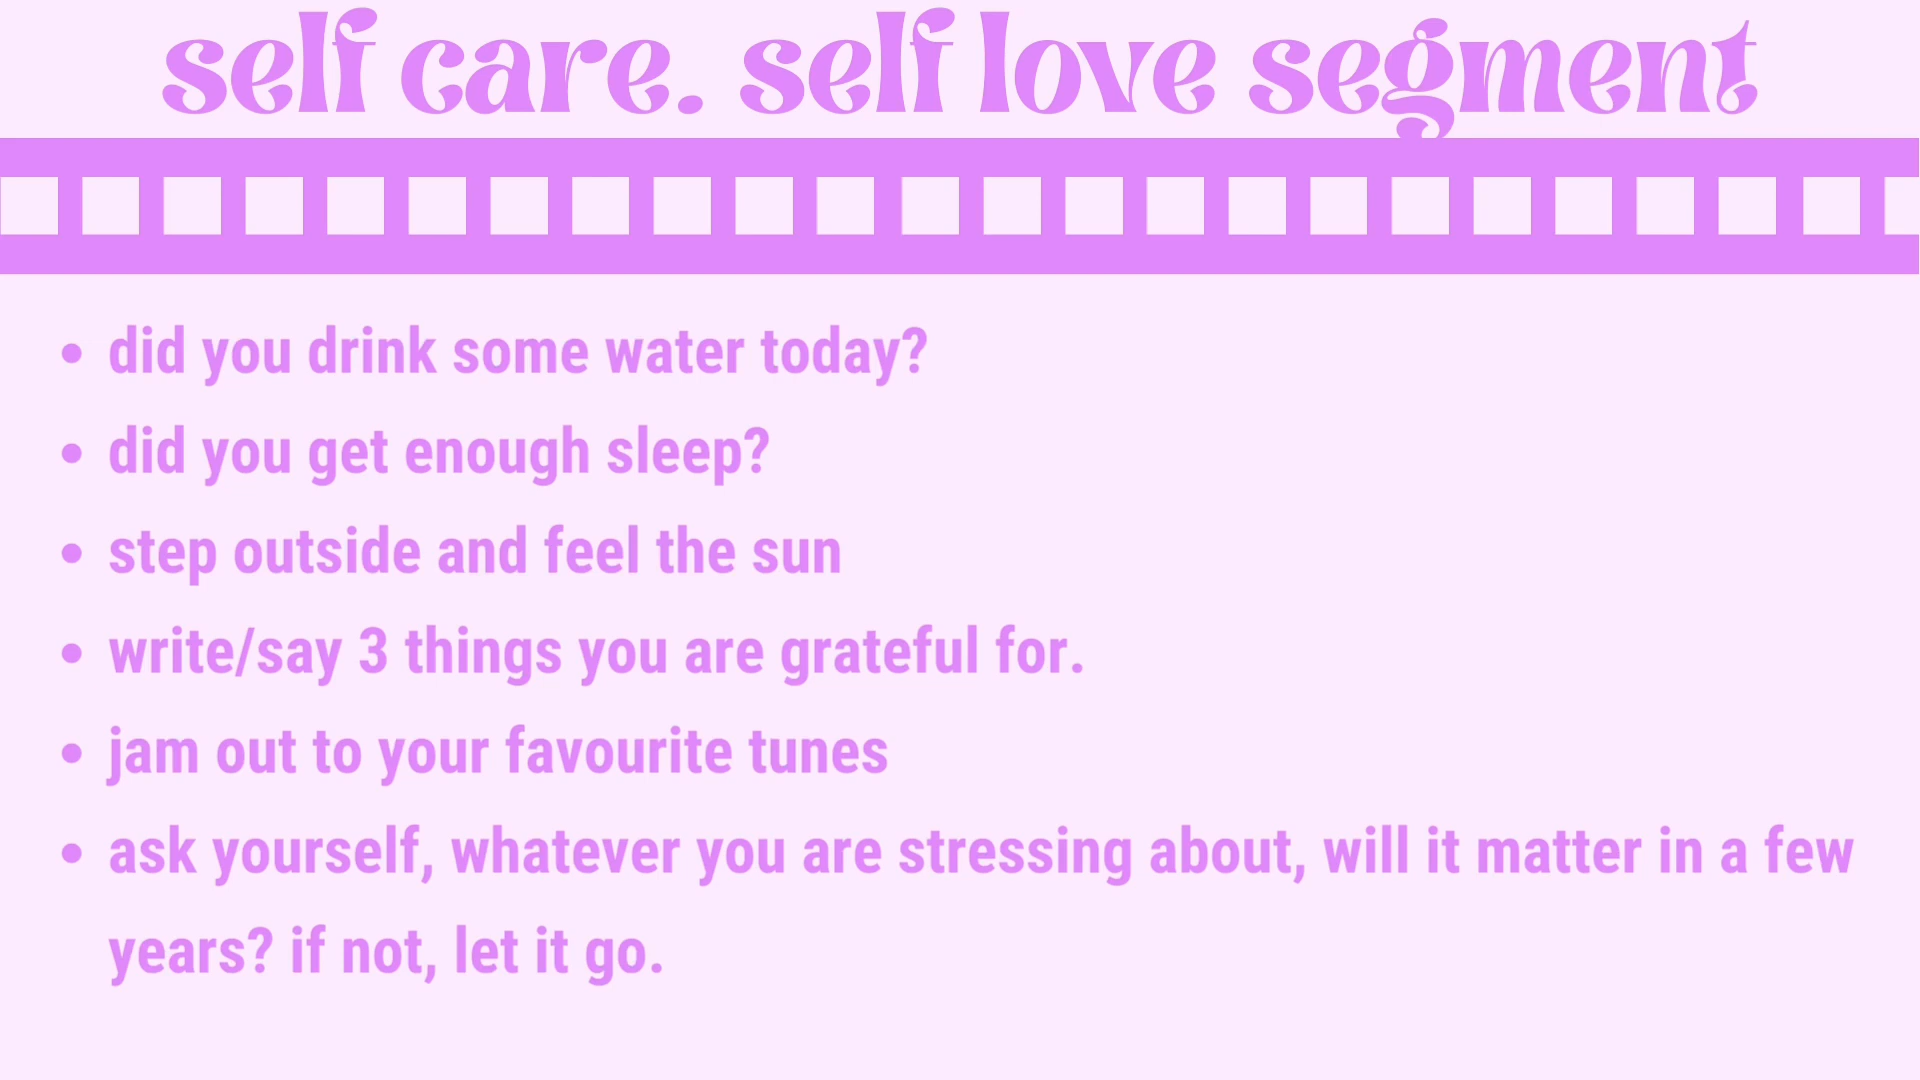 self care. self love segment
• did you drink some water today?
• did you get enough sleep?
• step outside and feel the sun
• write/say 3 things you are grateful for.
• jam out to your favourite tunes
• ask yourself, whatever you are stressing about, will it matter in a few
years? if not, let it go.